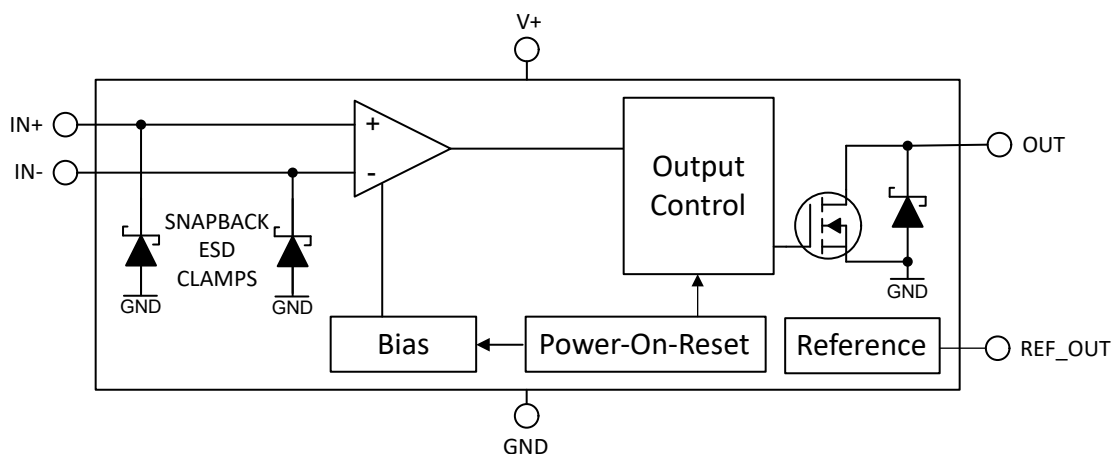 V+
IN+
IN-
+
-
SNAPBACK
ESD
CLAMPS
GND
GND
Output
Control
OUT
GND
Bias
Power-On-Reset
Reference
REF_OUT
GND